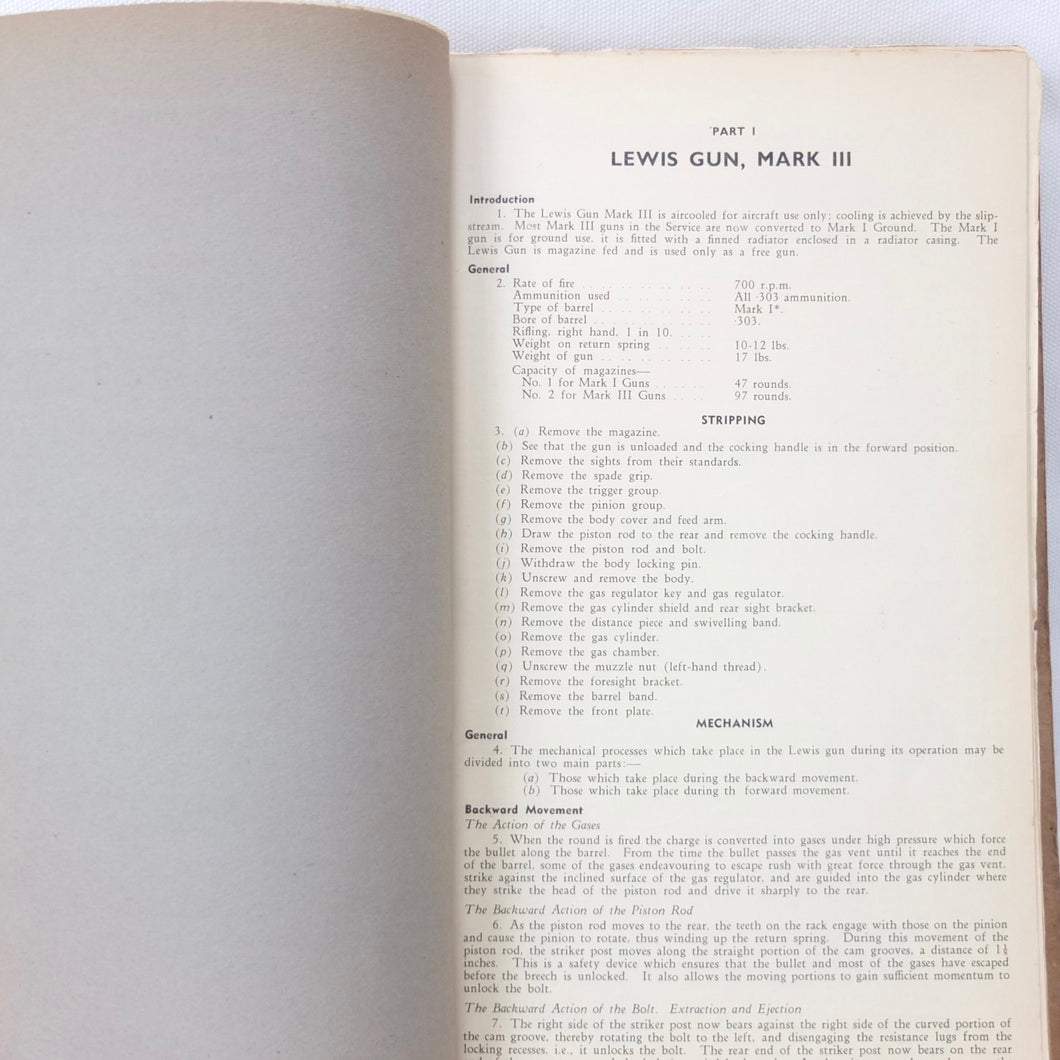 PART I
LEWIS GUN, MARK III
Introduction
1. The Lewis Gun Mark III is aircooled for aircraft use only; cooling is achieved by the slip-
stream. Most Mark III guns in the Service are now converted to Mark I Ground. The Mark I
gun is for ground use, it is fitted with a finned radiator enclosed in a radiator casing. The
Lewis Gun is magazine fed and is used only as a free gun.
General
2. Rate of fire . . . . . . . . . . . . 700 r.p.m.
Ammunition used . . . . . . . . All ·303 ammunition.
Type of barrel . . . . . . . . . . Mark I*.
Bore of barrel . . . . . . . . . . . ·303.
Rifling, right hand, 1 in 10. . . . .
Weight on return spring . . . . . 10-12 lbs.
Weight of gun . . . . . . . . . . 17 lbs.
Capacity of magazines—
No. 1 for Mark I Guns . . . . . 47 rounds.
No. 2 for Mark III Guns . . . . 97 rounds.
STRIPPING
3. (a) Remove the magazine.
(b) See that the gun is unloaded and the cocking handle is in the forward position.
(c) Remove the sights from their standards.
(d) Remove the spade grip.
(e) Remove the trigger group.
(f) Remove the pinion group.
(g) Remove the body cover and feed arm.
(h) Draw the piston rod to the rear and remove the cocking handle.
(i) Remove the piston rod and bolt.
(j) Withdraw the body locking pin.
(k) Unscrew and remove the body.
(l) Remove the gas regulator key and gas regulator.
(m) Remove the gas cylinder shield and rear sight bracket.
(n) Remove the distance piece and swivelling band.
(o) Remove the gas cylinder.
(p) Remove the gas chamber.
(q) Unscrew the muzzle nut (left-hand thread).
(r) Remove the foresight bracket.
(s) Remove the barrel band.
(t) Remove the front plate.
MECHANISM
General
4. The mechanical processes which take place in the Lewis gun during its operation may be
divided into two main parts:—
(a) Those which take place during the backward movement.
(b) Those which take place during th forward movement.
Backward Movement
The Action of the Gases
5. When the round is fired the charge is converted into gases under high pressure which force
the bullet along the barrel. From the time the bullet passes the gas vent until it reaches the end
of the barrel, some of the gases endeavouring to escape rush with great force through the gas vent,
strike against the inclined surface of the gas regulator, and are guided into the gas cylinder where
they strike the head of the piston rod and drive it sharply to the rear.
The Backward Action of the Piston Rod
6. As the piston rod moves to the rear, the teeth on the rack engage with those on the pinion
and cause the pinion to rotate, thus winding up the return spring. During this movement of the
piston rod, the striker post moves along the straight portion of the cam grooves, a distance of
inches. This is a safety device which ensures that the bullet and most of the gases have escaped
before the breech is unlocked. It also allows the moving portions to gain sufficient momentum to
unlock the bolt.
The Backward Action of the Bolt. Extraction and Ejection
7. The right side of the striker post now bears against the right side of the curved portion of
the cam groove, thereby rotating the bolt to the left, and disengaging the resistance lugs from the
locking recesses, i.e., it unlocks the bolt. The rear end of the striker post now bears on the rear